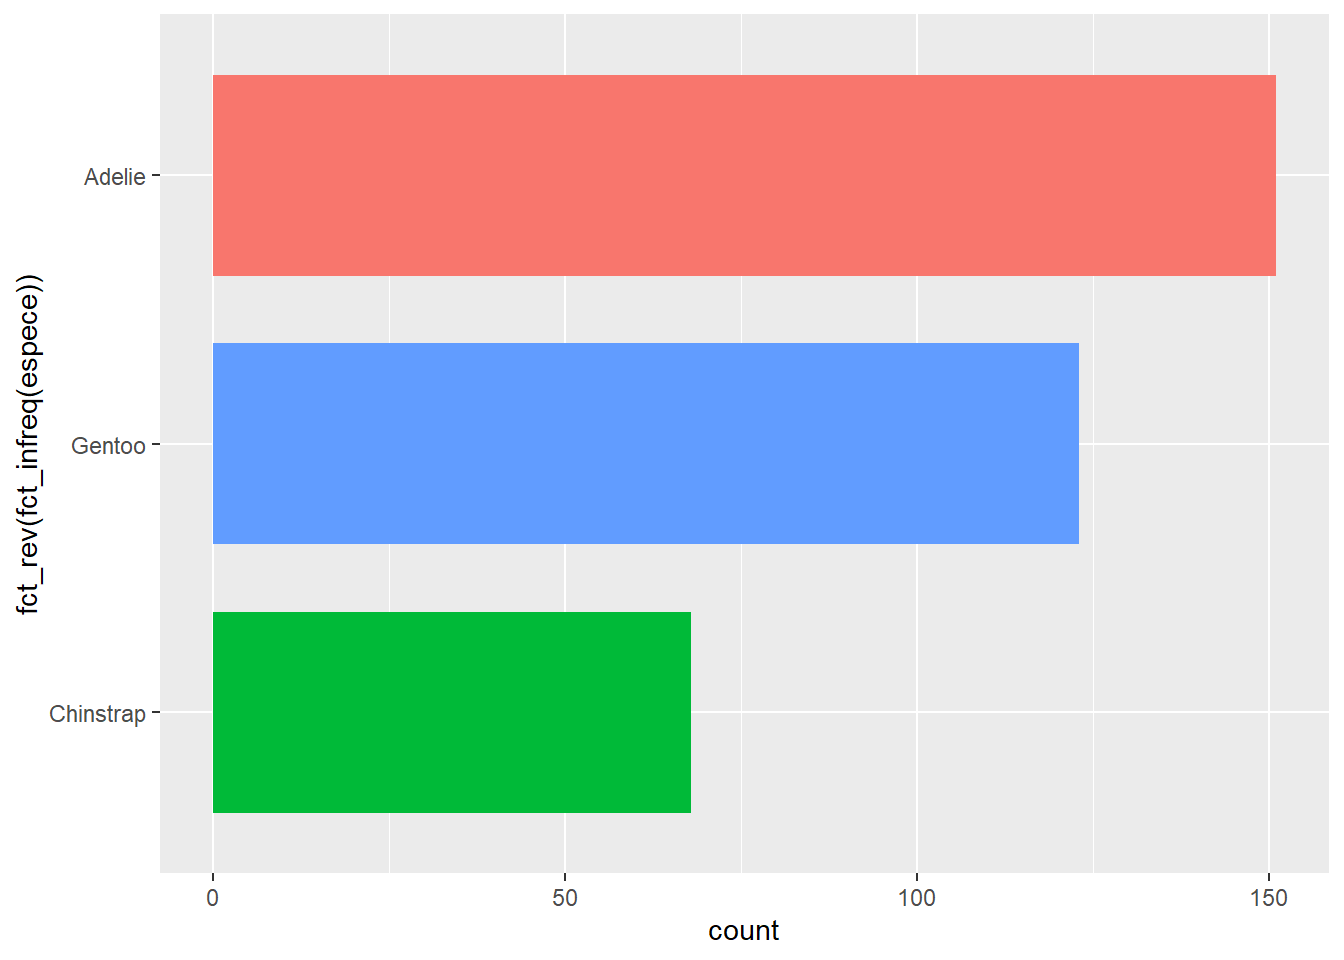 fct_rev(fct_infreq(espece))
Adelie
Gentoo
Chinstrap
0 50 100 150
count